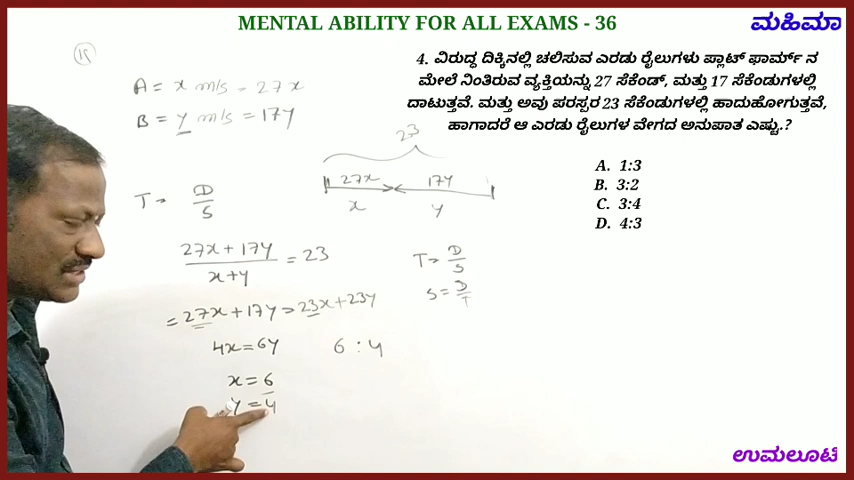 MENTAL ABILITY FOR ALL EXAMS - 36
ಮಹಿಮಾ
15
4. ವಿರುದ್ಧ ದಿಕ್ಕಿನಲ್ಲಿ ಚಲಿಸುವ ಎರಡು ರೈಲುಗಳು ಪ್ಲಾಟ್ ಫಾರ್ಮ್ ನ
ಮೇಲೆ ನಿಂತಿರುವ ವ್ಯಕ್ತಿಯನ್ನು 27 ಸೆಕೆಂಡ್, ಮತ್ತು 17 ಸೆಕೆಂಡುಗಳಲ್ಲಿ
ದಾಟುತ್ತವೆ. ಮತ್ತು ಅವು ಪರಸ್ಪರ 23 ಸೆಕೆಂಡುಗಳಲ್ಲಿ ಹಾದುಹೋಗುತ್ತವೆ,
ಹಾಗಾದರೆ ಆ ಎರಡು ರೈಲುಗಳ ವೇಗದ ಅನುಪಾತ ಎಷ್ಟು.?
A. 1:3
B. 3:2
C. 3:4
D. 4:3
A = x m/s = 27x
B = y m/s = 17y
23
27x 17y
x y
T = D/S
27x + 17y / x+y = 23
= 27x + 17y = 23x + 23y
4x = 6y 6 : 4
x = 6
y = 4
T = D/S
S = D/T
ಉಮಲೂಟಿ